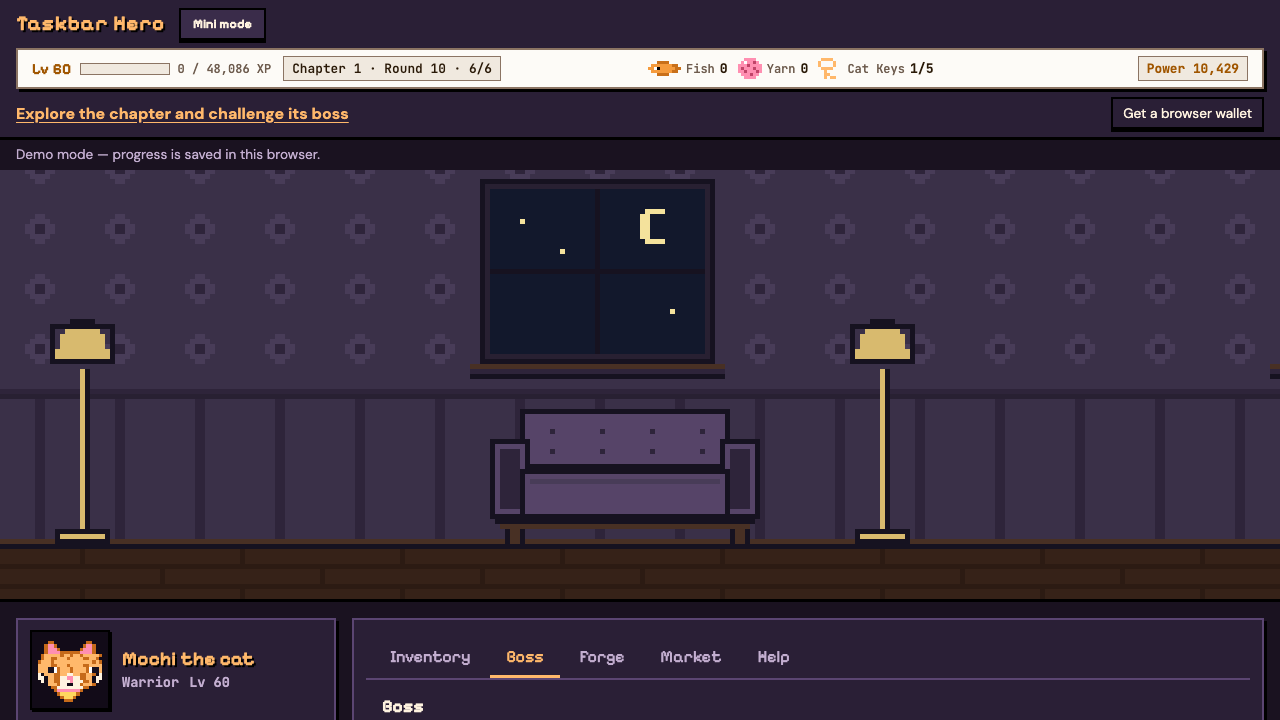 Taskbar Hero
Mini mode
Lv 60 0 / 48,086 XP Chapter 1 · Round 10 · 6/6 Fish 0 Yarn 0 Cat Keys 1/5 Power 10,429
Explore the chapter and challenge its boss
Get a browser wallet
Demo mode — progress is saved in this browser.
Mochi the cat
Warrior Lv 60
Inventory Boss Forge Market Help
Boss